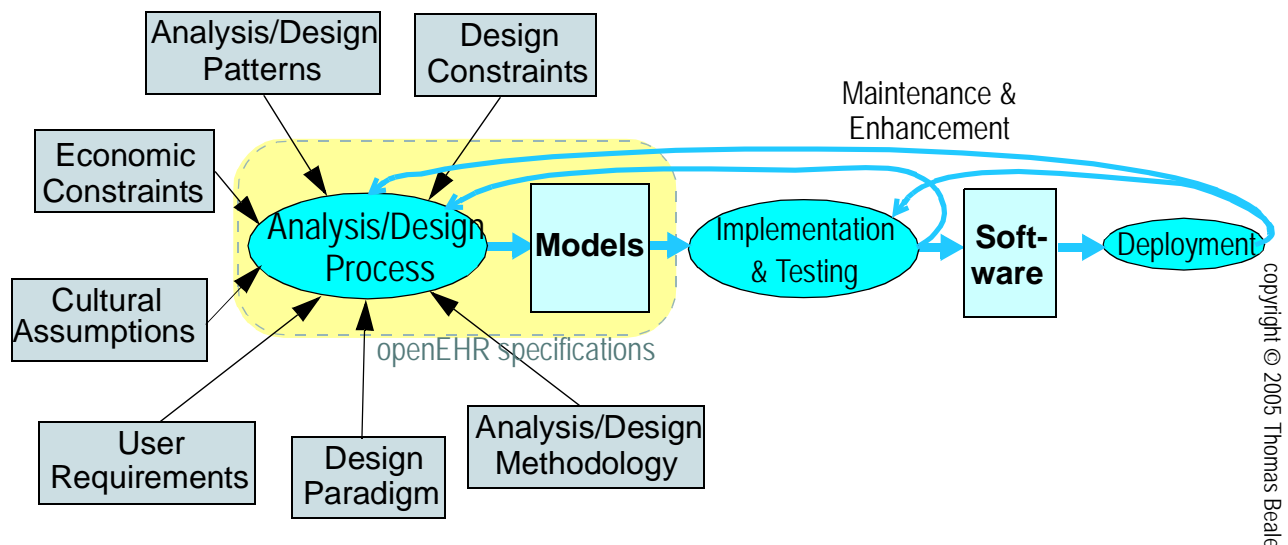 Analysis/Design
Patterns
Design
Constraints
Maintenance &
Enhancement
Economic
Constraints
Analysis/Design
Process
Models
Implementation
& Testing
Soft-
ware
Deployment
Cultural
Assumptions
openEHR specifications
User
Requirements
Design
Paradigm
Analysis/Design
Methodology
copyright © 2005 Thomas Beale